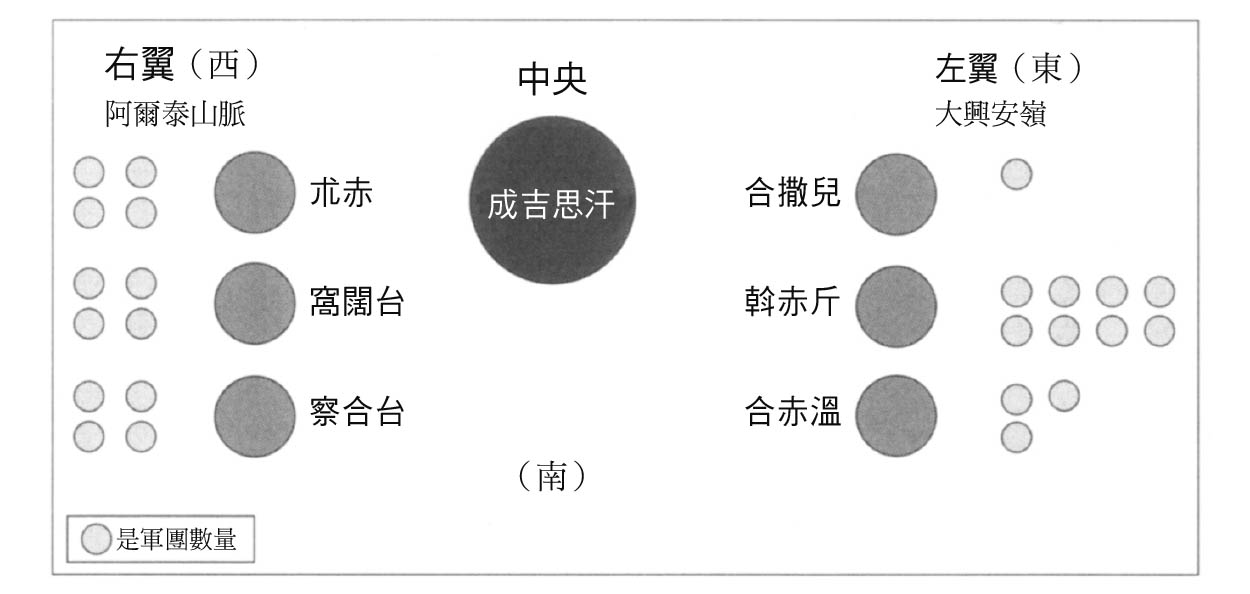 右翼（西）
阿爾泰山脈
中央
左翼（東）
大興安嶺
朮赤
成吉思汗
合撒兒
窩闊台
斡赤斤
察合台
合赤溫
（南）
是軍團數量